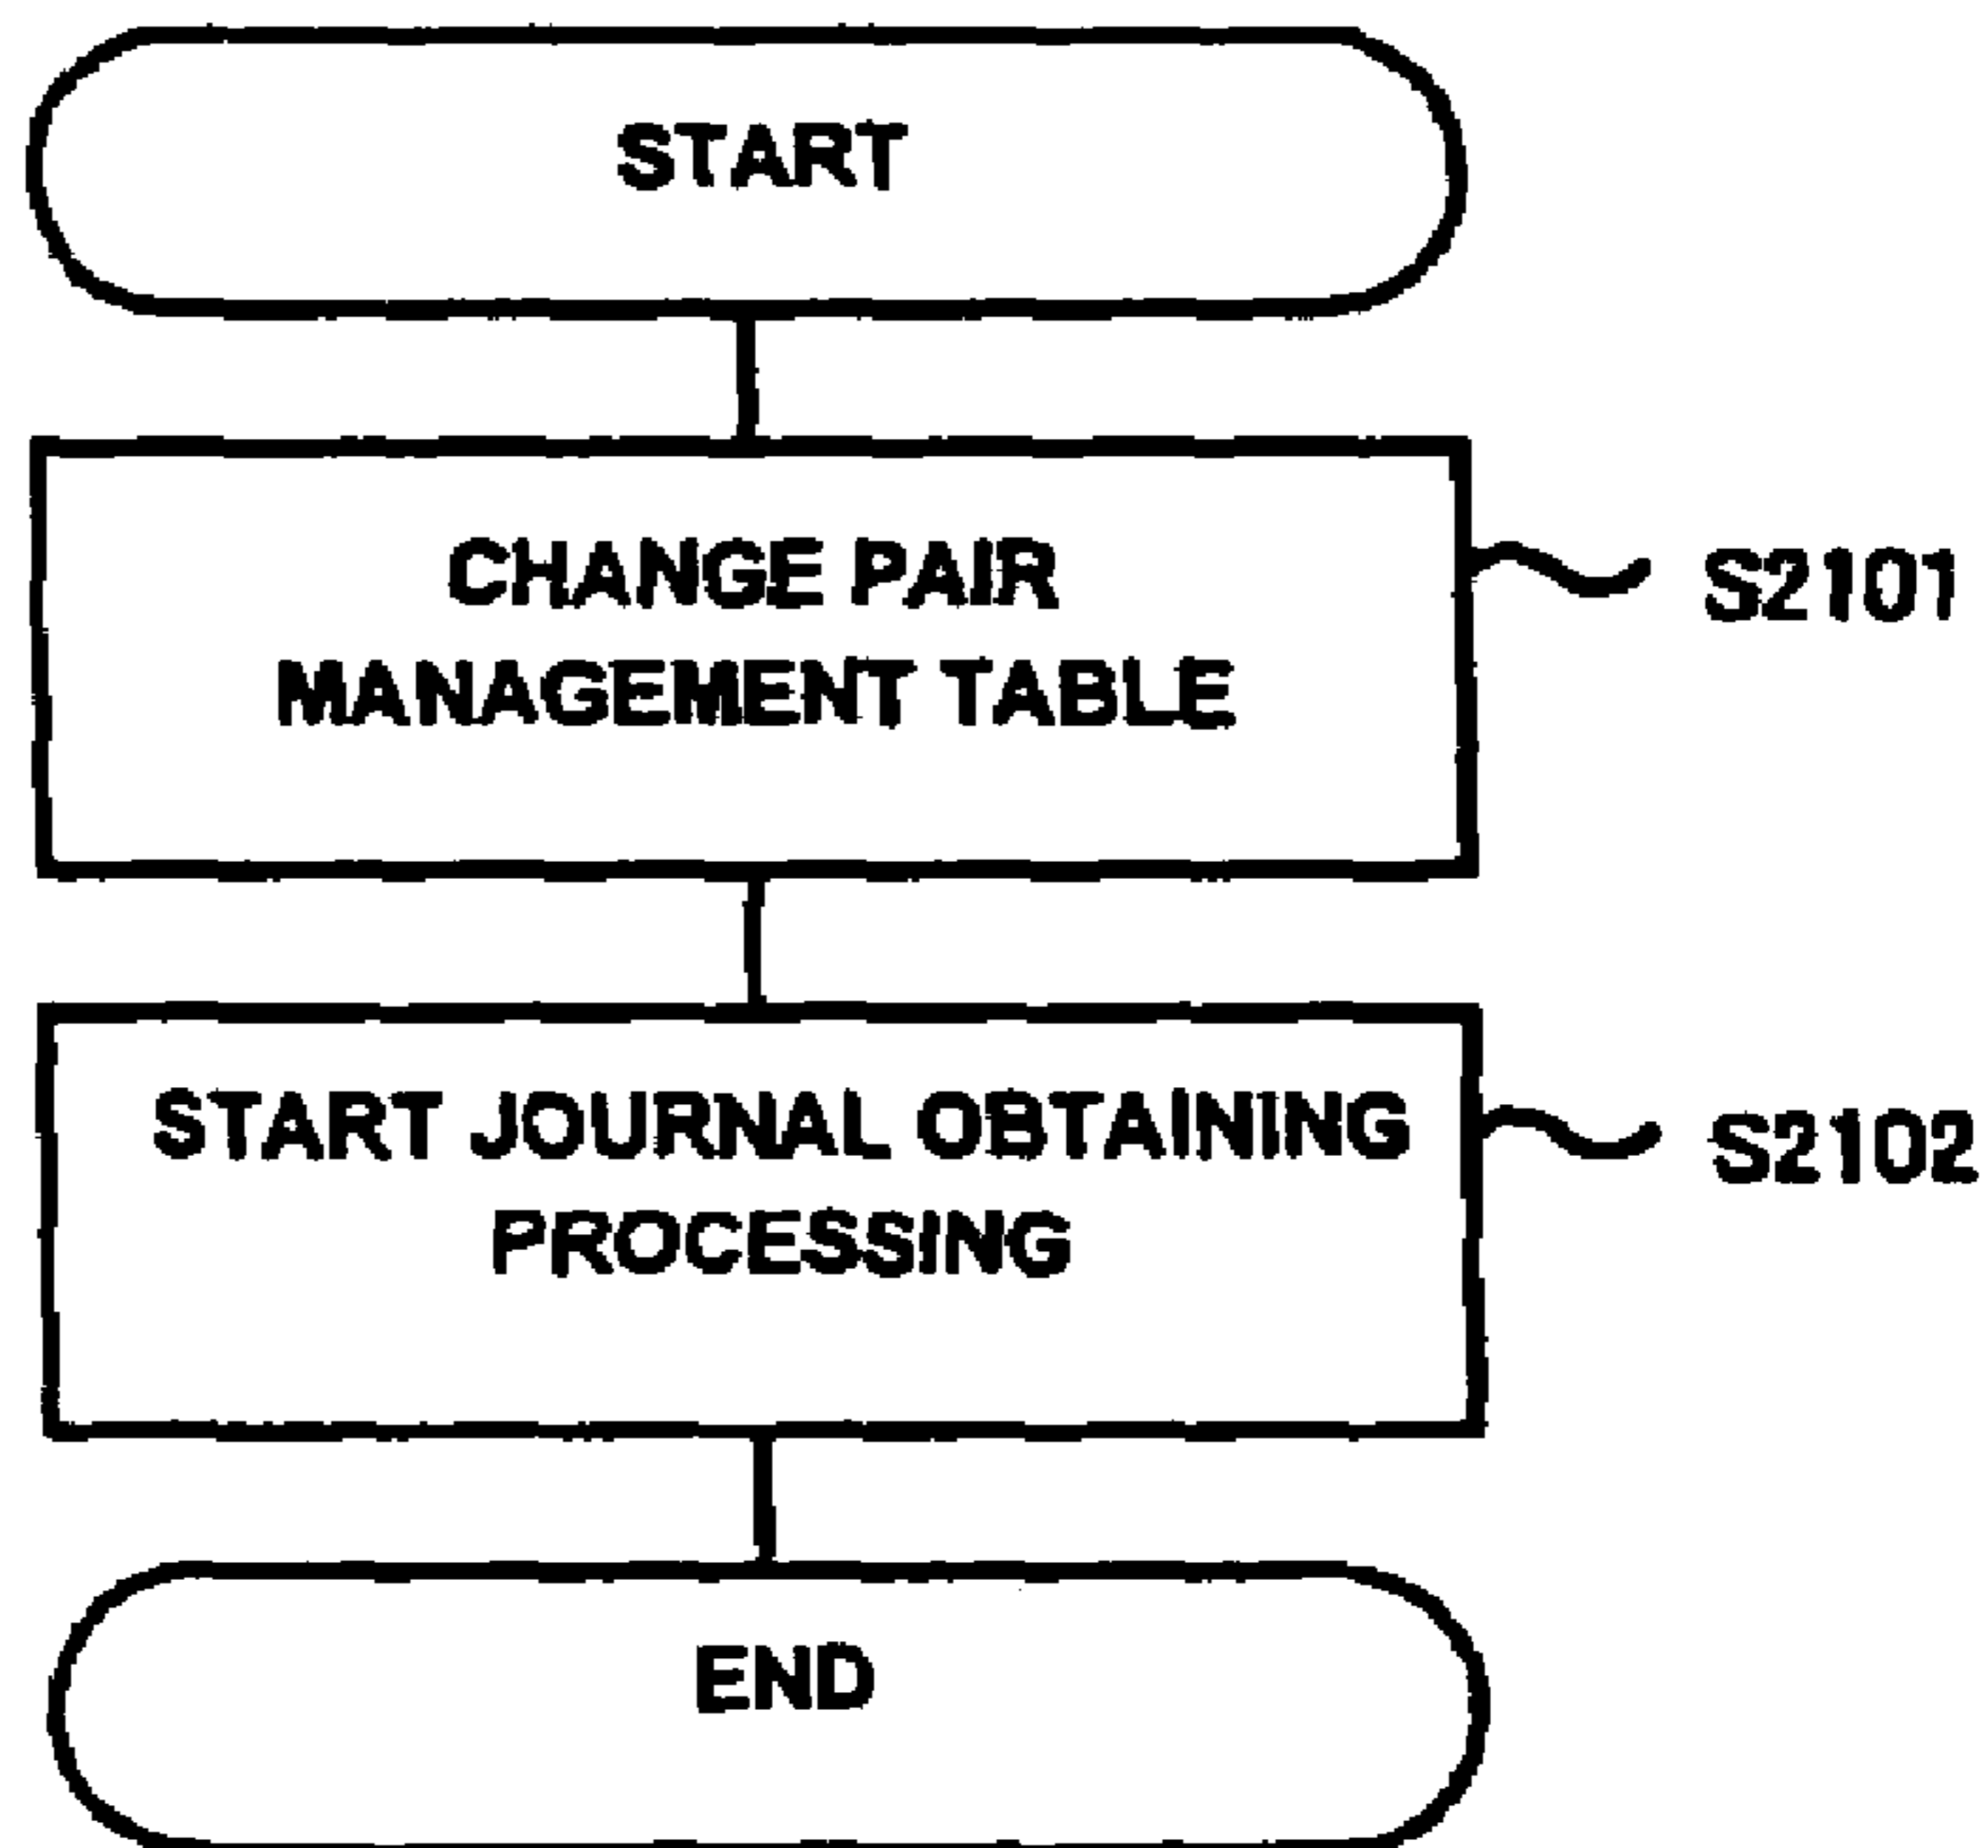 START
CHANGE PAIR
MANAGEMENT TABLE
S2101
START JOURNAL OBTAINING
PROCESSING
S2102
END